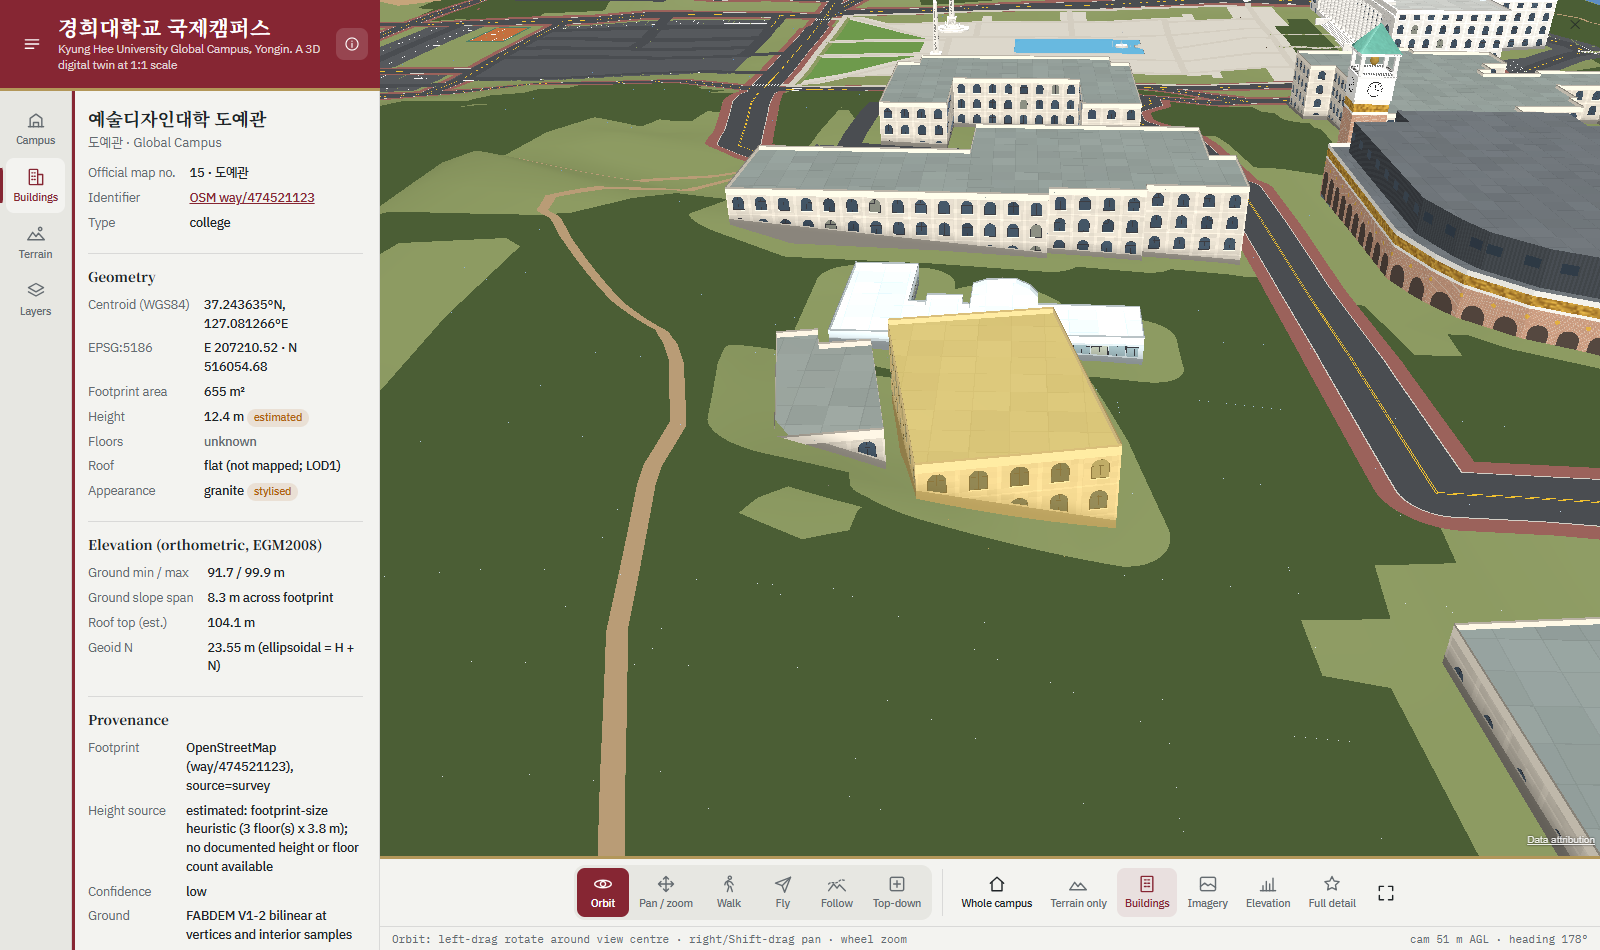 경희대학교 국제캠퍼스
Kyung Hee University Global Campus, Yongin. A 3D
digital twin at 1:1 scale
Campus
Buildings
Terrain
Layers
예술디자인대학 도예관
도예관 · Global Campus
Official map no. 15 · 도예관
Identifier OSM way/474521123
Type college
Geometry
Centroid (WGS84) 37.243635°N,
127.081266°E
EPSG:5186 E 207210.52 · N
516054.68
Footprint area 655 m²
Height 12.4 m estimated
Floors unknown
Roof flat (not mapped; LOD1)
Appearance granite stylised
Elevation (orthometric, EGM2008)
Ground min / max 91.7 / 99.9 m
Ground slope span 8.3 m across footprint
Roof top (est.) 104.1 m
Geoid N 23.55 m (ellipsoidal = H +
N)
Provenance
Footprint OpenStreetMap
(way/474521123),
source=survey
Height source estimated: footprint-size
heuristic (3 floor(s) x 3.8 m);
no documented height or floor
count available
Confidence low
Ground FABDEM V1-2 bilinear at
vertices and interior samples
Data attribution
Orbit
Pan / zoom
Walk
Fly
Follow
Top-down
Whole campus
Terrain only
Buildings
Imagery
Elevation
Full detail
Orbit: left-drag rotate around view centre · right/Shift-drag pan · wheel zoom
cam 51 m AGL · heading 178°